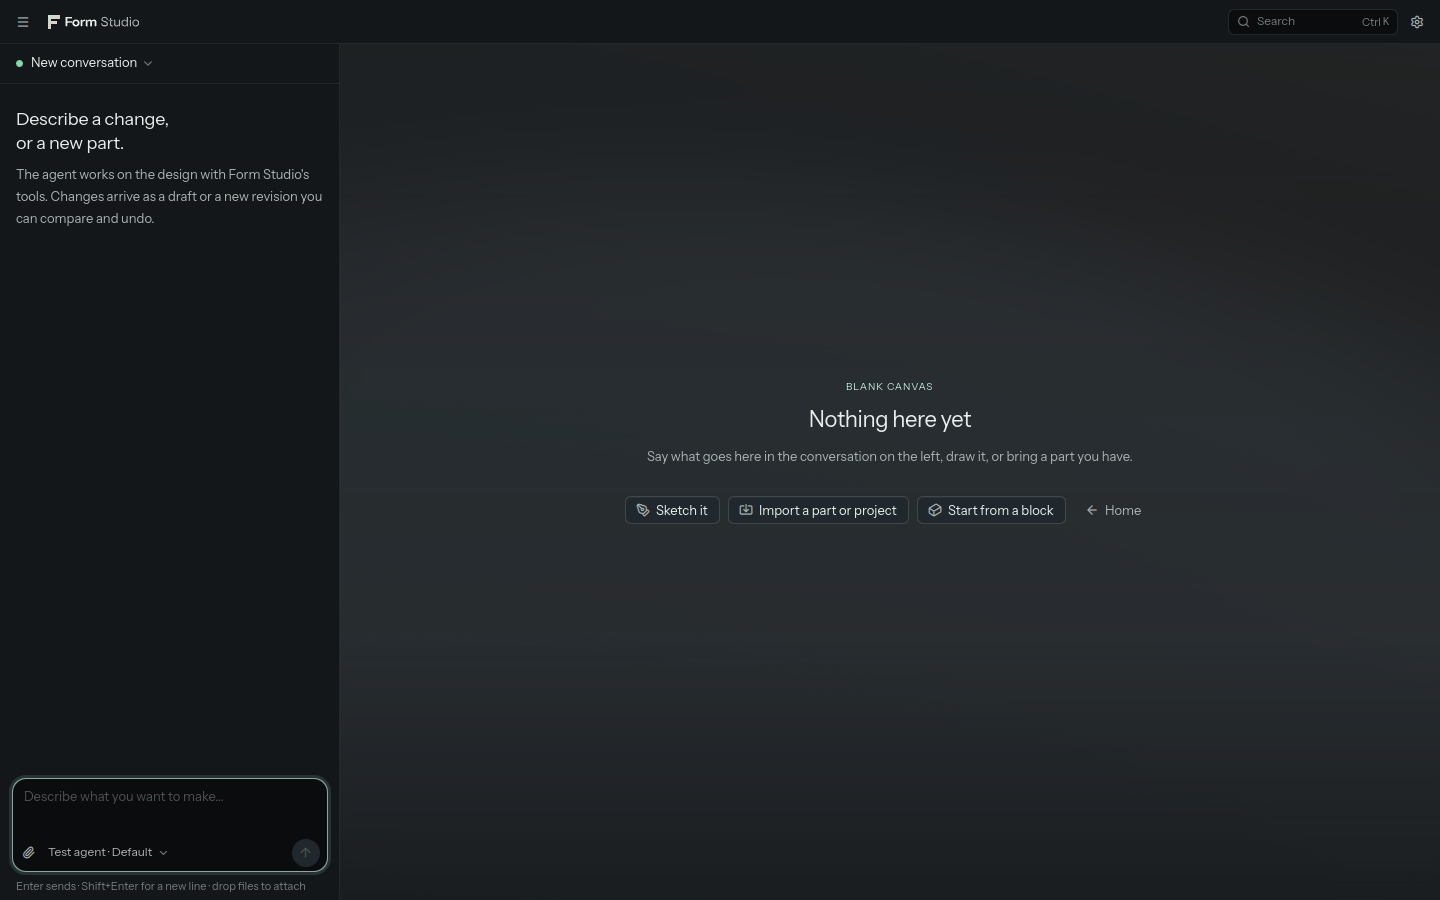 Form Studio
Search
Ctrl K
New conversation
Describe a change,
or a new part.
The agent works on the design with Form Studio's
tools. Changes arrive as a draft or a new revision you
can compare and undo.
BLANK CANVAS
Nothing here yet
Say what goes here in the conversation on the left, draw it, or bring a part you have.
Sketch it
Import a part or project
Start from a block
Home
Describe what you want to make...
Test agent · Default
Enter sends · Shift+Enter for a new line · drop files to attach